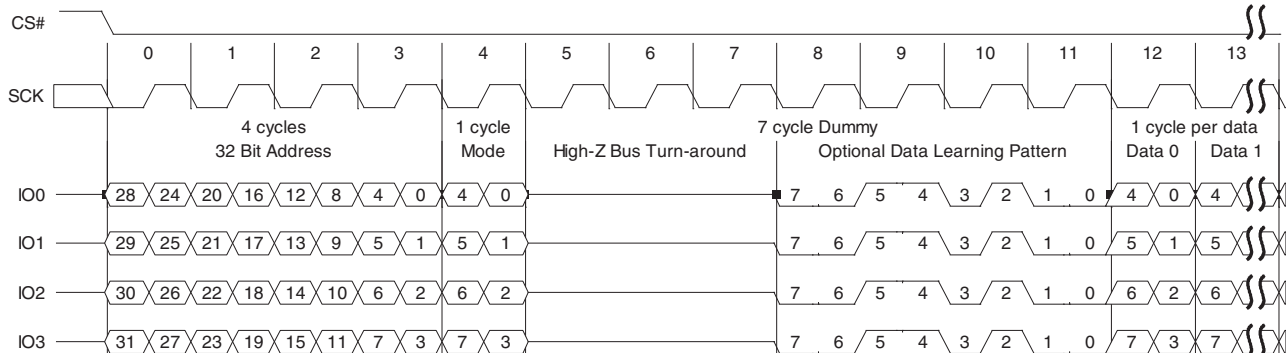 CS#
0 1 2 3 4 5 6 7 8 9 10 11 12 13
SCK
4 cycles 1 cycle 7 cycle Dummy 1 cycle per data
32 Bit Address Mode High-Z Bus Turn-around Optional Data Learning Pattern Data 0 Data 1
IO0 28 24 20 16 12 8 4 0 4 0 7 6 5 4 3 2 1 0 4 0 4
IO1 29 25 21 17 13 9 5 1 5 1 7 6 5 4 3 2 1 0 5 1 5
IO2 30 26 22 18 14 10 6 2 6 2 7 6 5 4 3 2 1 0 6 2 6
IO3 31 27 23 19 15 11 7 3 7 3 7 6 5 4 3 2 1 0 7 3 7